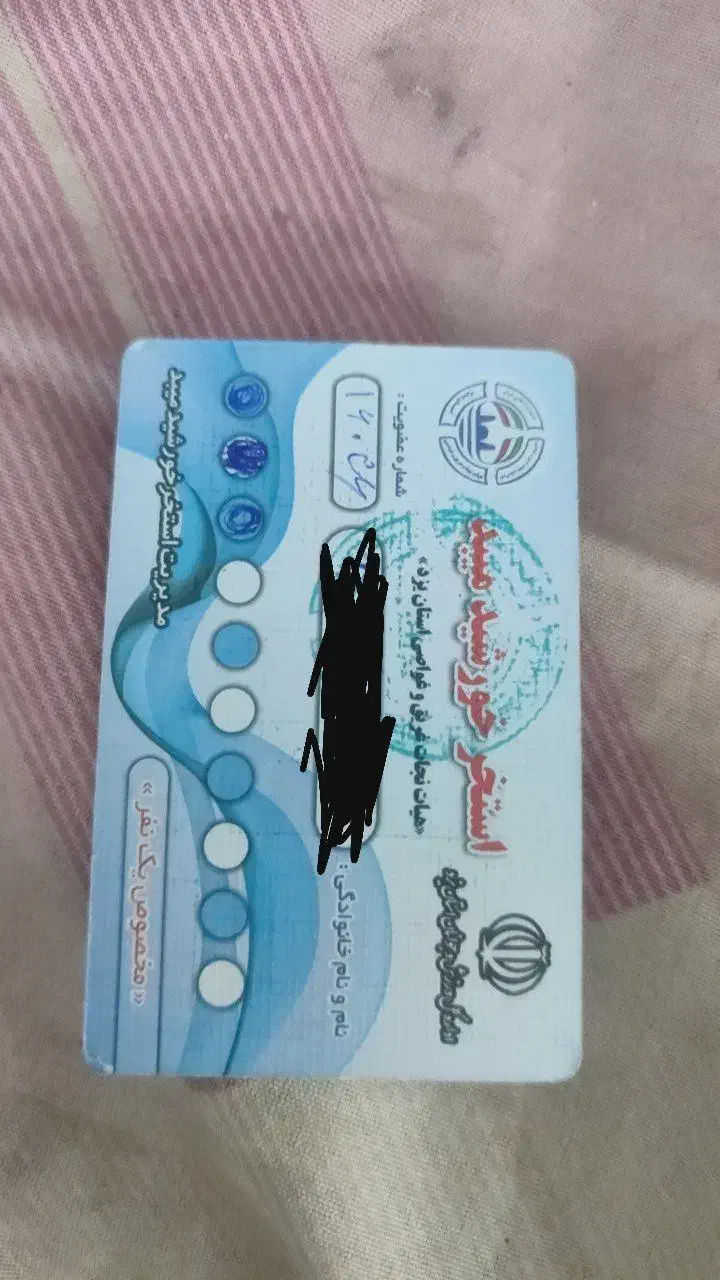 استخر خورشید میبد
«هیات نجات غریق و غواصی استان یزد»
شماره عضویت :
نام و نام خانوادگی :
مدیریت استخر خورشید میبد
« مخصوص یک نفر »